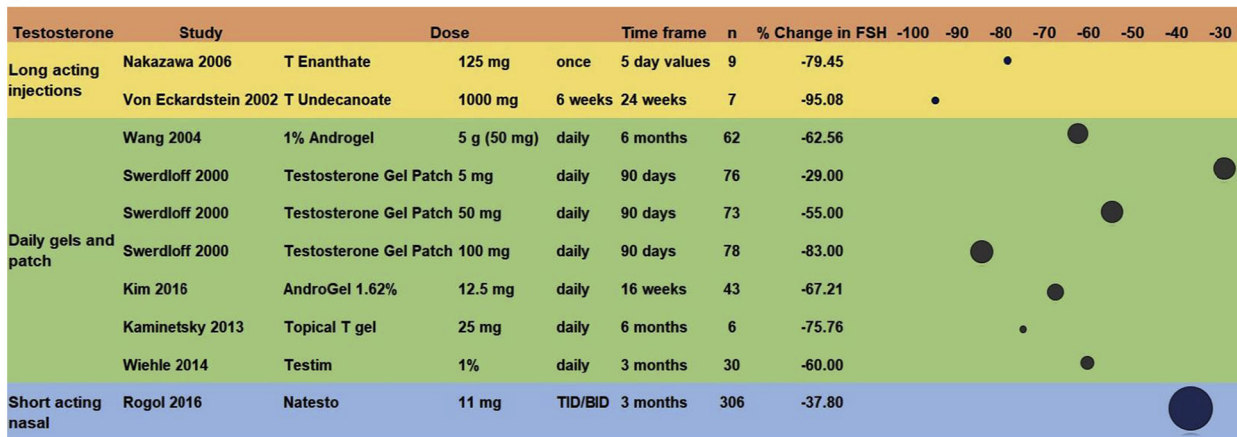 Testosterone Study Dose Time frame n % Change in FSH -100 -90 -80 -70 -60 -50 -40 -30
Long acting injections
Nakazawa 2006 T Enanthate 125 mg once 5 day values 9 -79.45
Von Eckardstein 2002 T Undecanoate 1000 mg 6 weeks 24 weeks 7 -95.08
Daily gels and patch
Wang 2004 1% Androgel 5 g (50 mg) daily 6 months 62 -62.56
Swerdloff 2000 Testosterone Gel Patch 5 mg daily 90 days 76 -29.00
Swerdloff 2000 Testosterone Gel Patch 50 mg daily 90 days 73 -55.00
Swerdloff 2000 Testosterone Gel Patch 100 mg daily 90 days 78 -83.00
Kim 2016 AndroGel 1.62% 12.5 mg daily 16 weeks 43 -67.21
Kaminetsky 2013 Topical T gel 25 mg daily 6 months 6 -75.76
Wiehle 2014 Testim 1% daily 3 months 30 -60.00
Short acting nasal
Rogol 2016 Natesto 11 mg TID/BID 3 months 306 -37.80